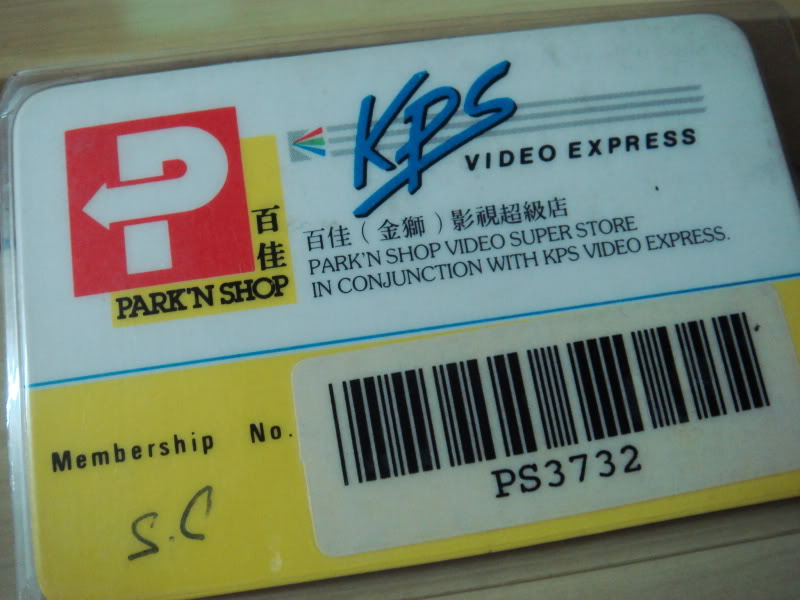 KPS
VIDEO EXPRESS
百佳
PARK'N SHOP
百佳(金獅)影視超級店
PARK'N SHOP VIDEO SUPER STORE
IN CONJUNCTION WITH KPS VIDEO EXPRESS.
Membership No.
PS3732
S.C